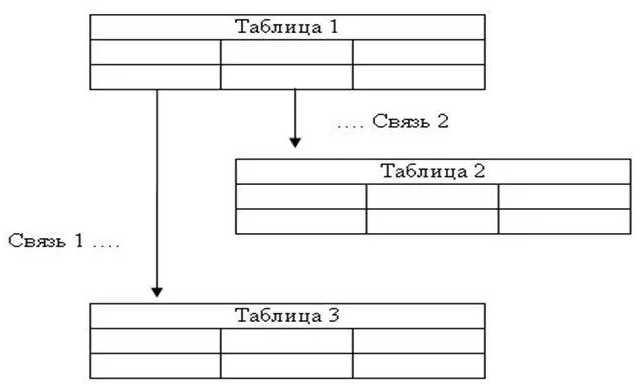 Таблица 1
.... Связь 2
Таблица 2
Связь 1 ....
Таблица 3